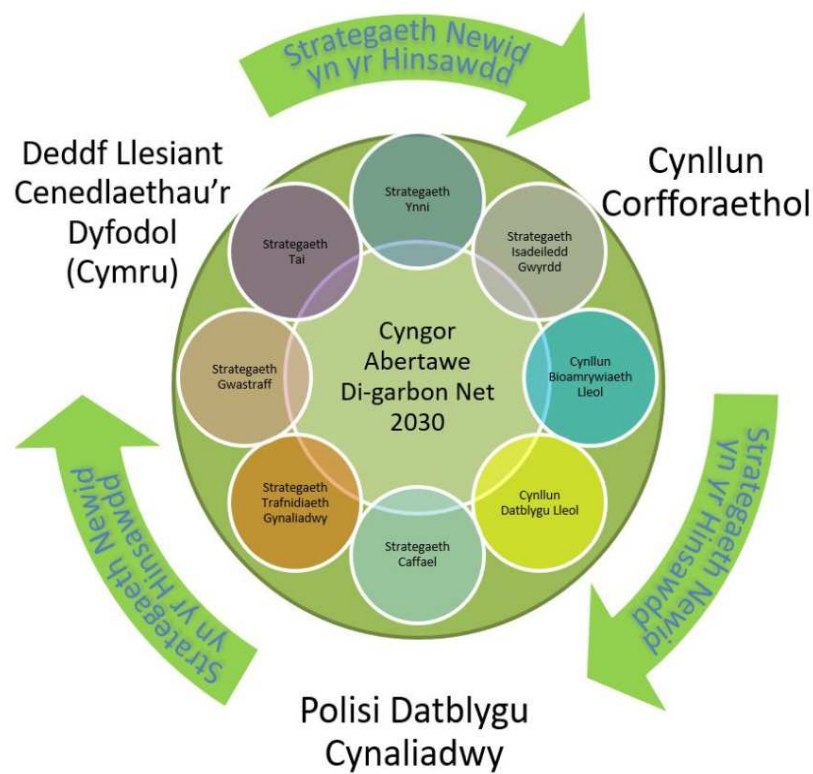 Strategaeth Newid
yn yr Hinsawdd
Deddf Llesiant
Cenedlaethau'r
Dyfodol
(Cymru)
Cynllun
Corfforaethol
Strategaeth
Ynni
Strategaeth
Isadeiledd
Gwyrdd
Cynllun
Bioamrywiaeth
Lleol
Cynllun
Datblygu Lleol
Strategaeth
Caffael
Strategaeth
Trafnidiaeth
Gynaliadwy
Strategaeth
Gwastraff
Strategaeth
Tai
Cyngor
Abertawe
Di-garbon Net
2030
Strategaeth Newid
yn yr Hinsawdd
Polisi Datblygu
Cynaliadwy
Strategaeth Newid
yn yr Hinsawdd